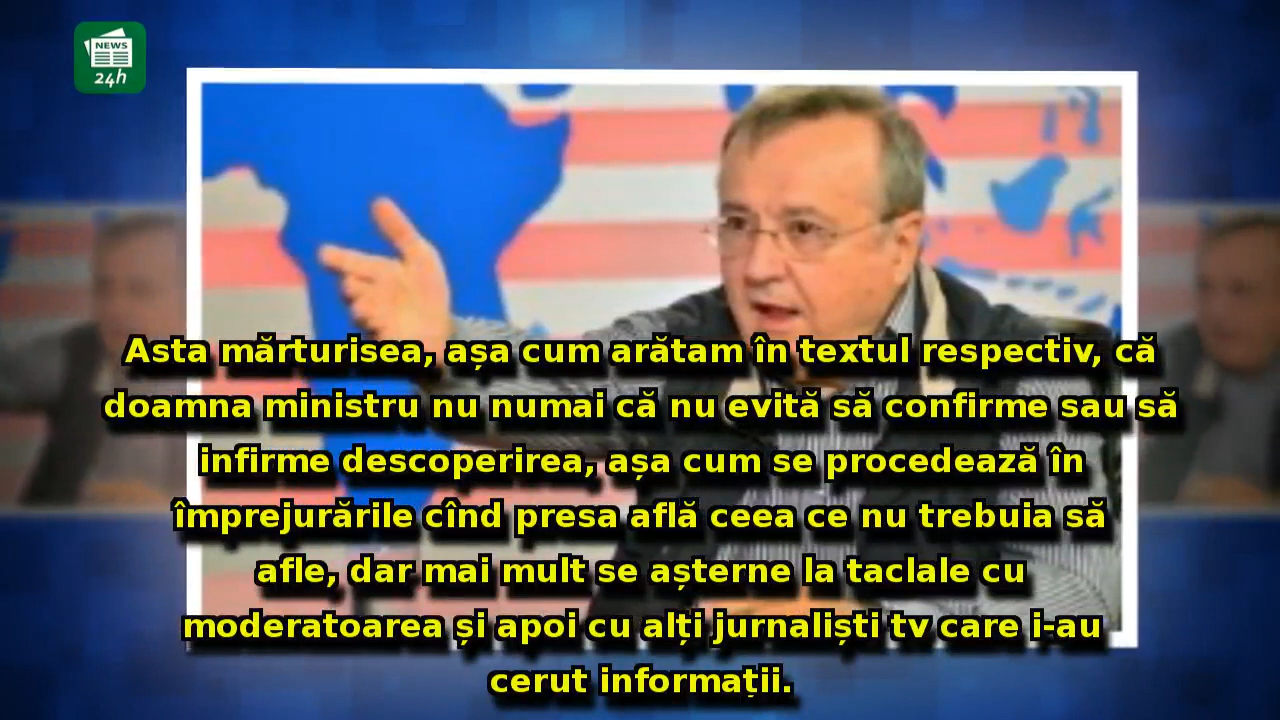 NEWS
24h
Asta mărturisea, așa cum arătam în textul respectiv, că
doamna ministru nu numai că nu evită să confirme sau să
infirme descoperirea, așa cum se procedează în
împrejurările cînd presa află ceea ce nu trebuia să
afle, dar mai mult se așterne la taclale cu
moderatoarea și apoi cu alți jurnaliști tv care i-au
cerut informații.